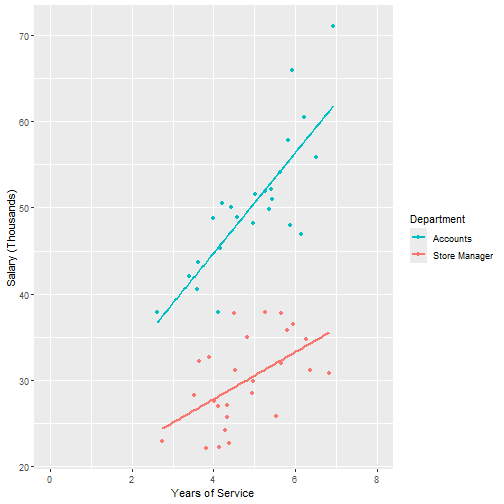 70
60
50
40
30
20
0
2
4
6
8
Years of Service
Salary (Thousands)
Department
Accounts
Store Manager